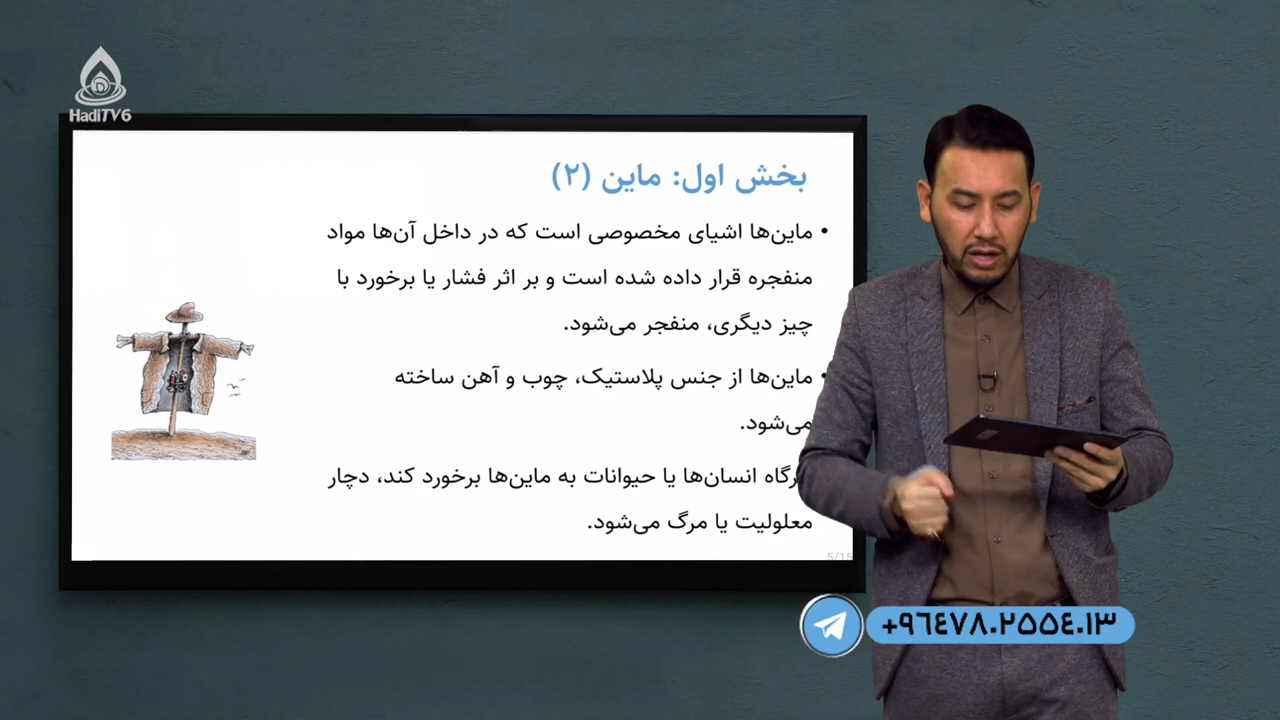 HadiTV6
بخش اول: ماین (۲)
• ماین‌ها اشیای مخصوصی است که در داخل آن‌ها مواد
منفجره قرار داده شده است و بر اثر فشار یا برخورد با
چیز دیگری، منفجر می‌شود.
• ماین‌ها از جنس پلاستیک، چوب و آهن ساخته
می‌شود.
انسان‌ها یا حیوانات به ماین‌ها برخورد کند، دچار
معلولیت یا مرگ می‌شود.
5/15
+٩٦٤٧٨٠٢٥٥٤٠١٣